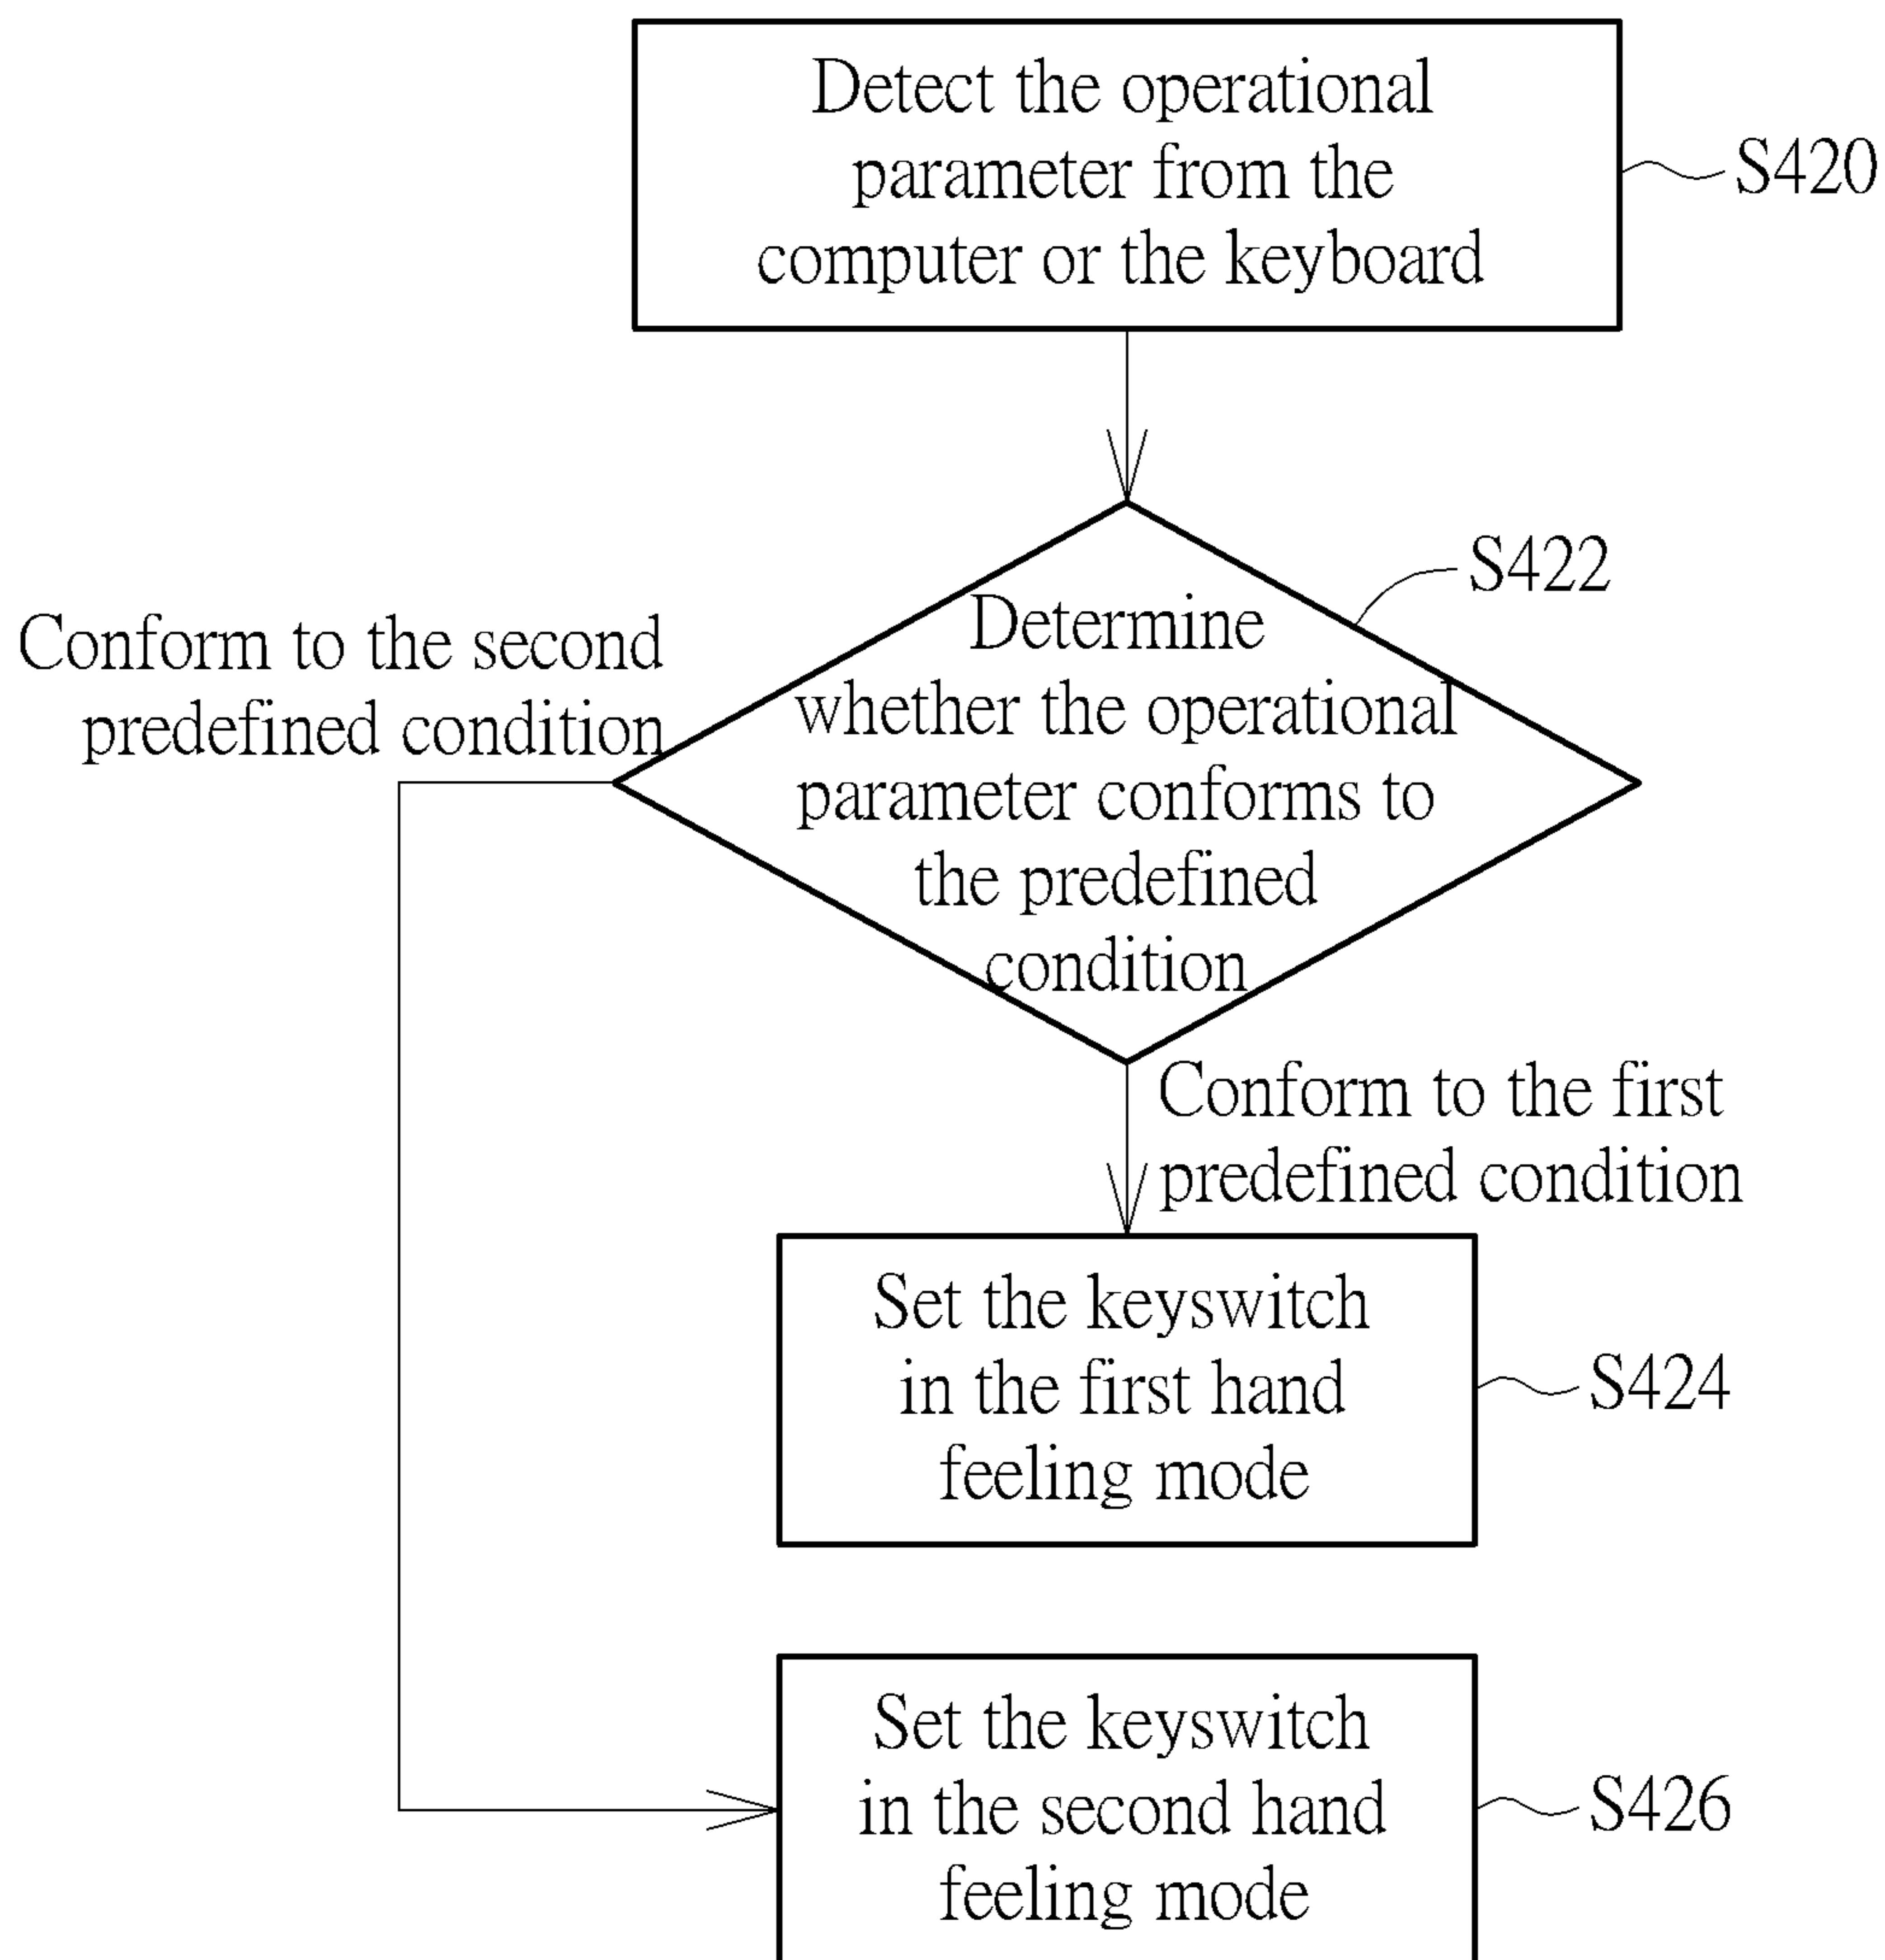 Detect the operational
parameter from the
computer or the keyboard
S420
S422
Determine
whether the operational
parameter conforms to
the predefined
condition
Conform to the second
predefined condition
Conform to the first
predefined condition
Set the keyswitch
in the first hand
feeling mode
S424
Set the keyswitch
in the second hand
feeling mode
S426